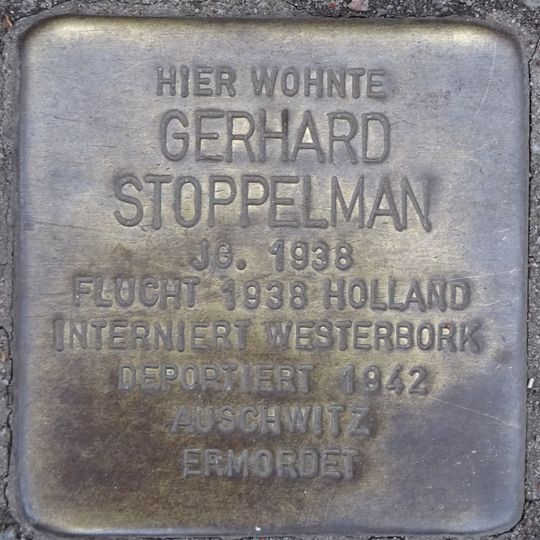 HIER WOHNTE
GERHARD
STOPPELMAN
JG. 1938
FLUCHT 1938 HOLLAND
INTERNIERT WESTERBORK
DEPORTIERT 1942
AUSCHWITZ
ERMORDET